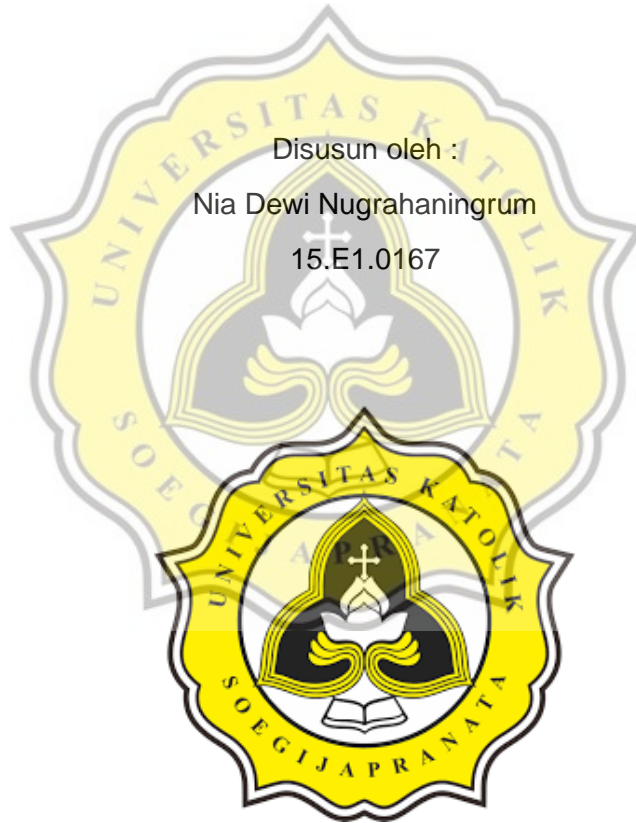 Disusun oleh :
Nia Dewi Nugrahaningrum
15.E1.0167
UNIVERSITAS KATOLIK
SOEGIJAPRANATA
UNIVERSITAS KATOLIK
SOEGIJAPRANATA